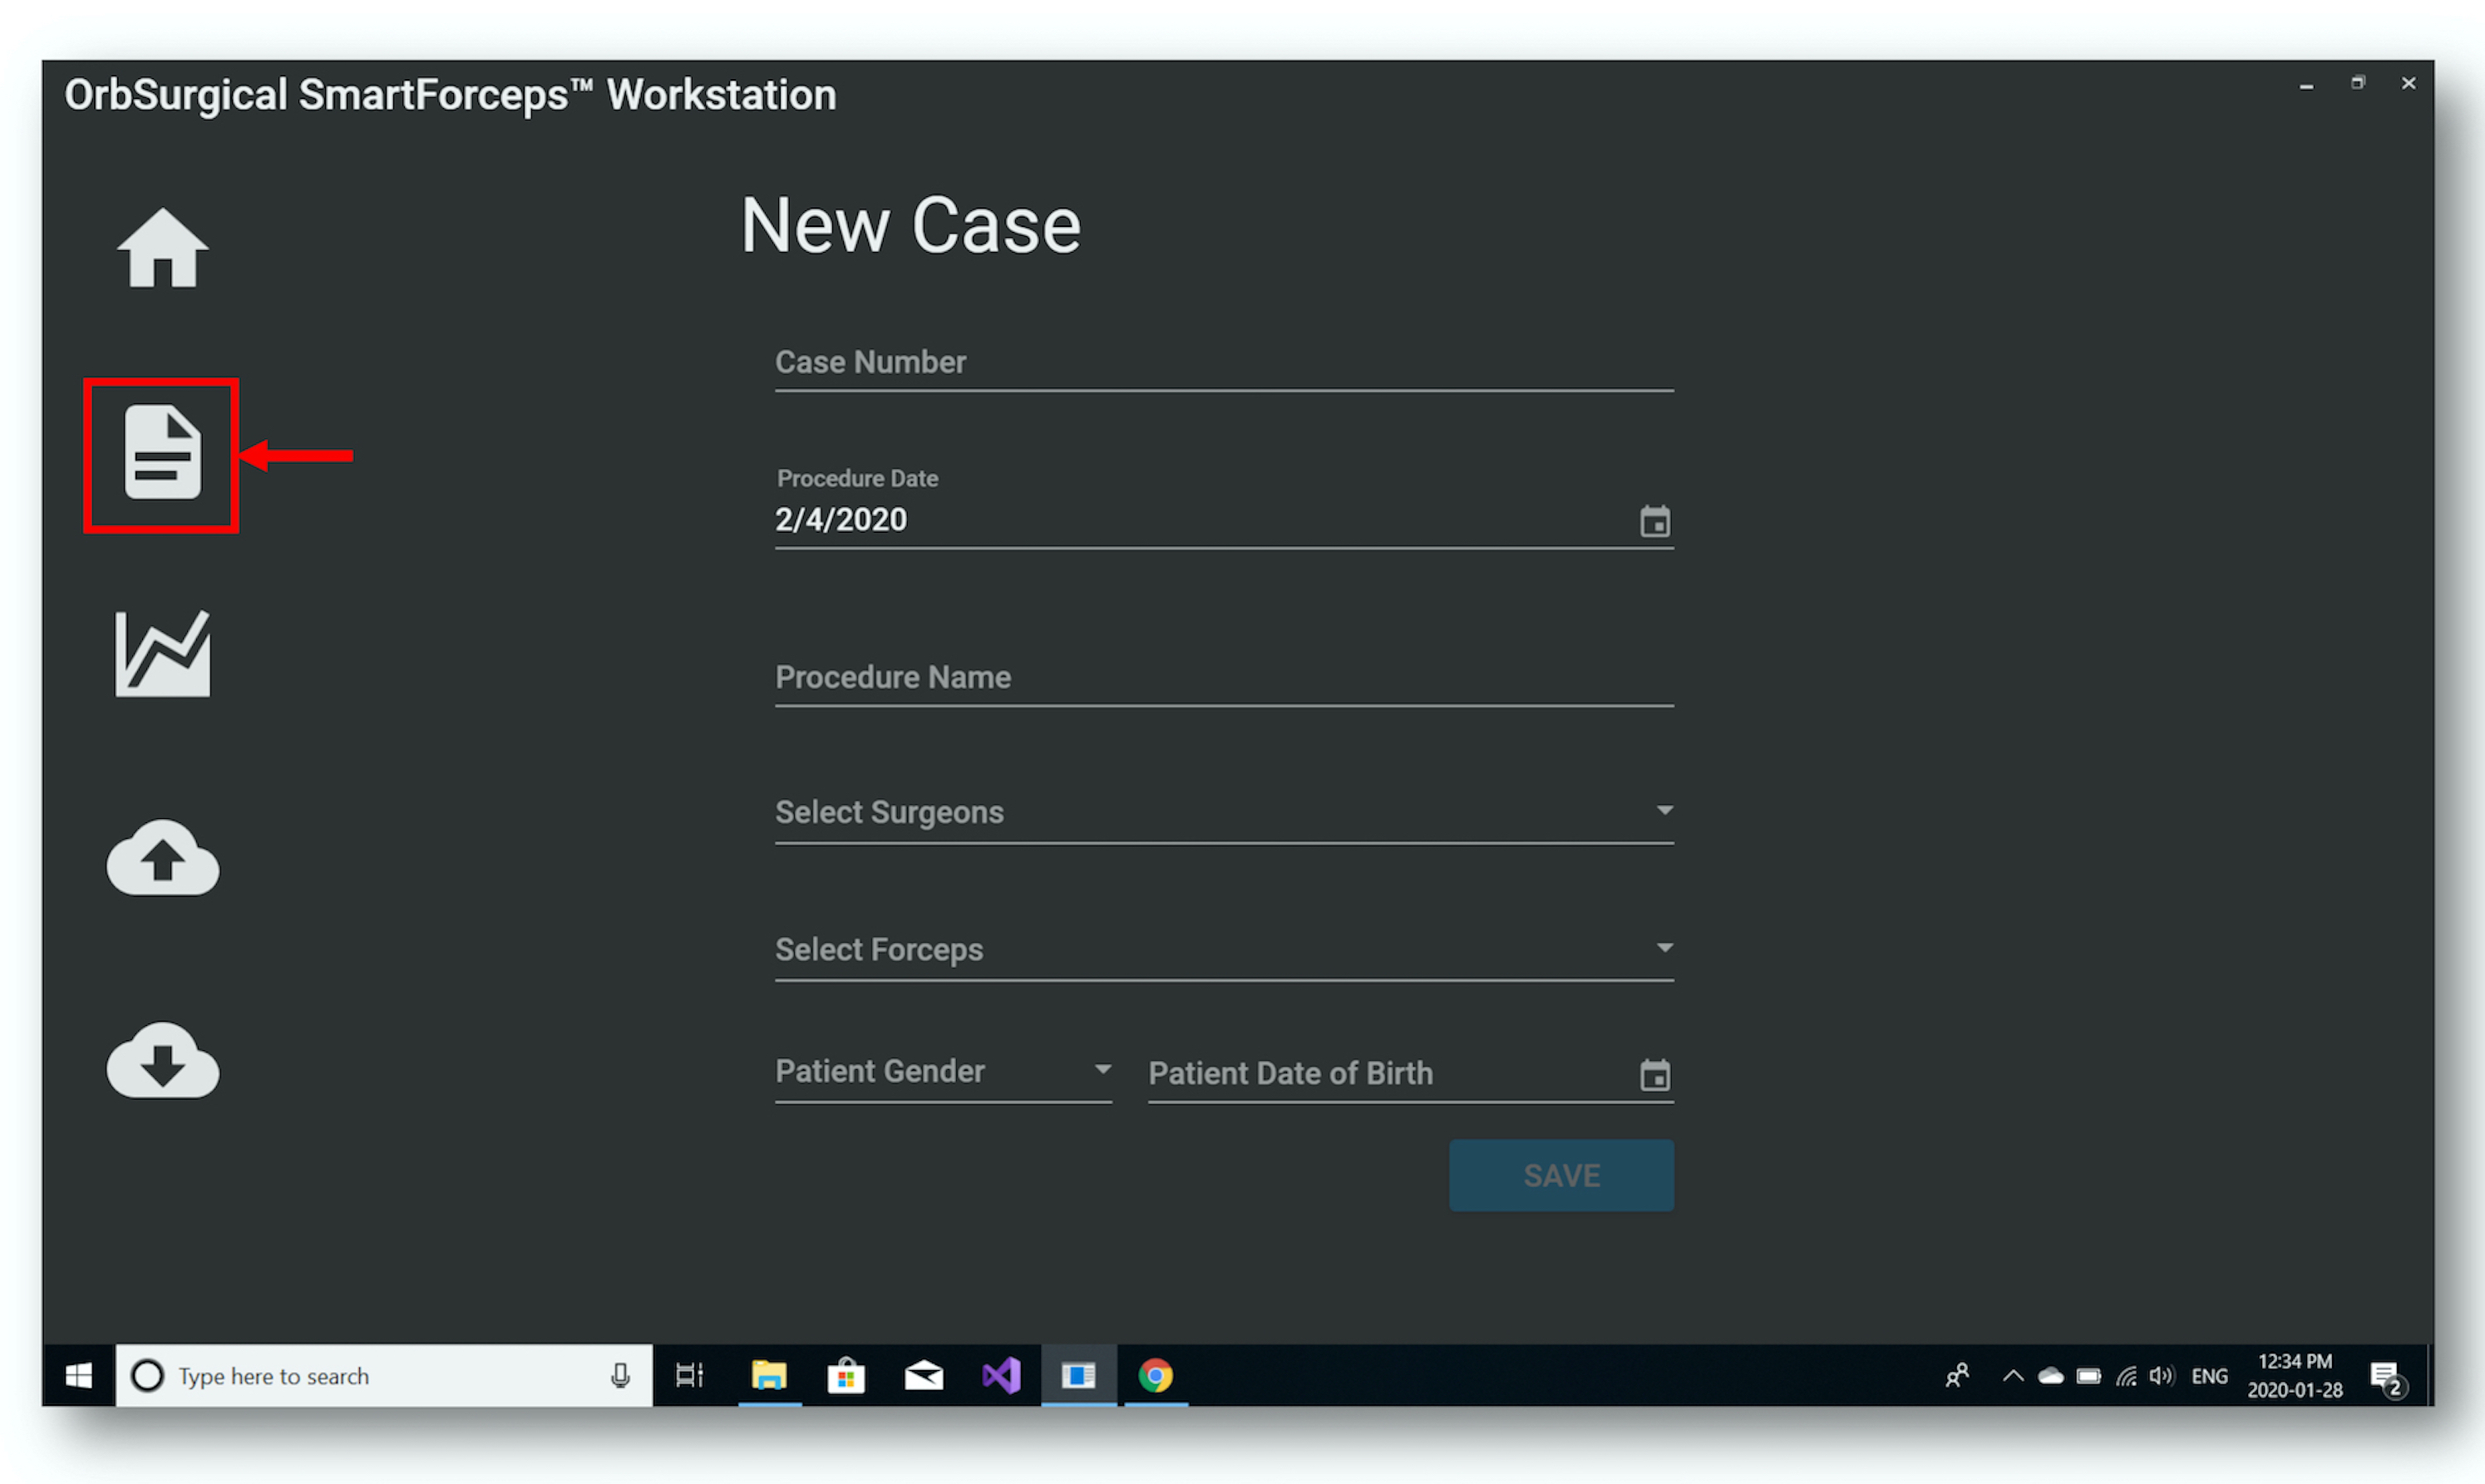 OrbSurgical SmartForceps™ Workstation
New Case
Case Number
Procedure Date
2/4/2020
Procedure Name
Select Surgeons
Select Forceps
Patient Gender
Patient Date of Birth
SAVE
Type here to search
ENG
12:34 PM
2020-01-28
2